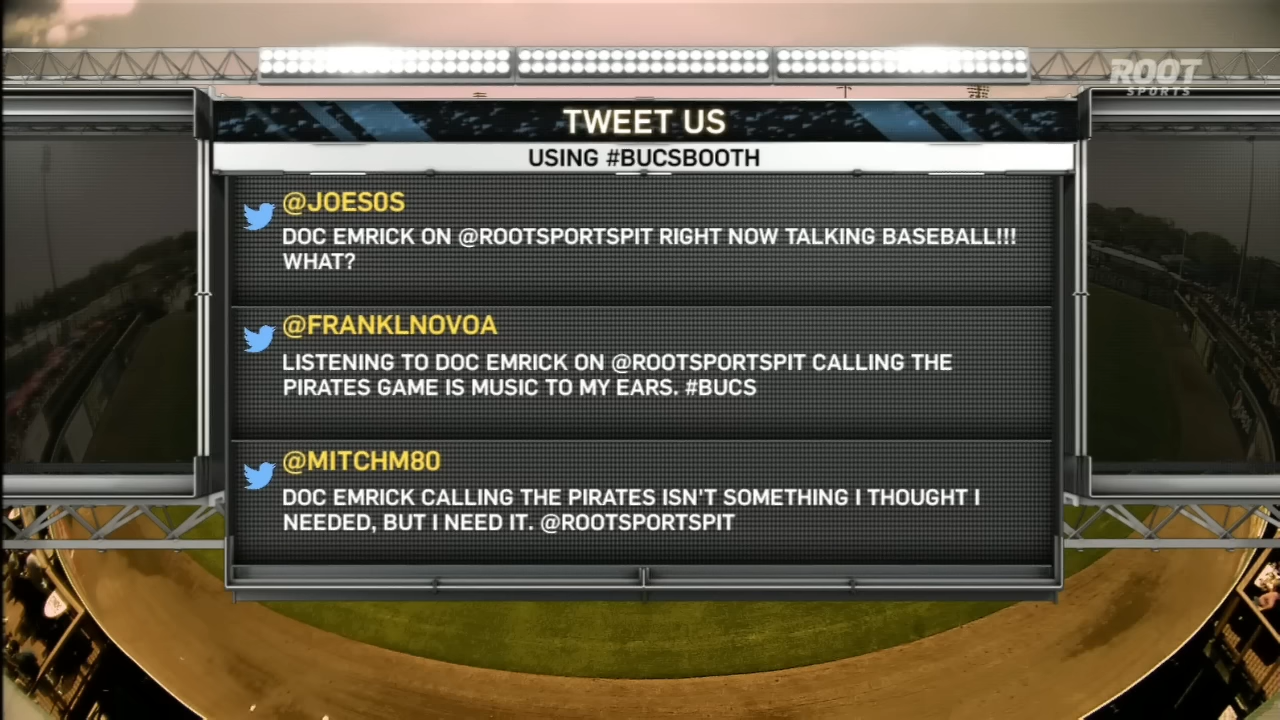 ROOT
SPORTS
TWEET US
USING #BUCSBOOTH
@JOES0S
DOC EMRICK ON @ROOTSPORTSPIT RIGHT NOW TALKING BASEBALL!!!
WHAT?
@FRANKLNOVOA
LISTENING TO DOC EMRICK ON @ROOTSPORTSPIT CALLING THE
PIRATES GAME IS MUSIC TO MY EARS. #BUCS
@MITCHM80
DOC EMRICK CALLING THE PIRATES ISN'T SOMETHING I THOUGHT I
NEEDED, BUT I NEED IT. @ROOTSPORTSPIT